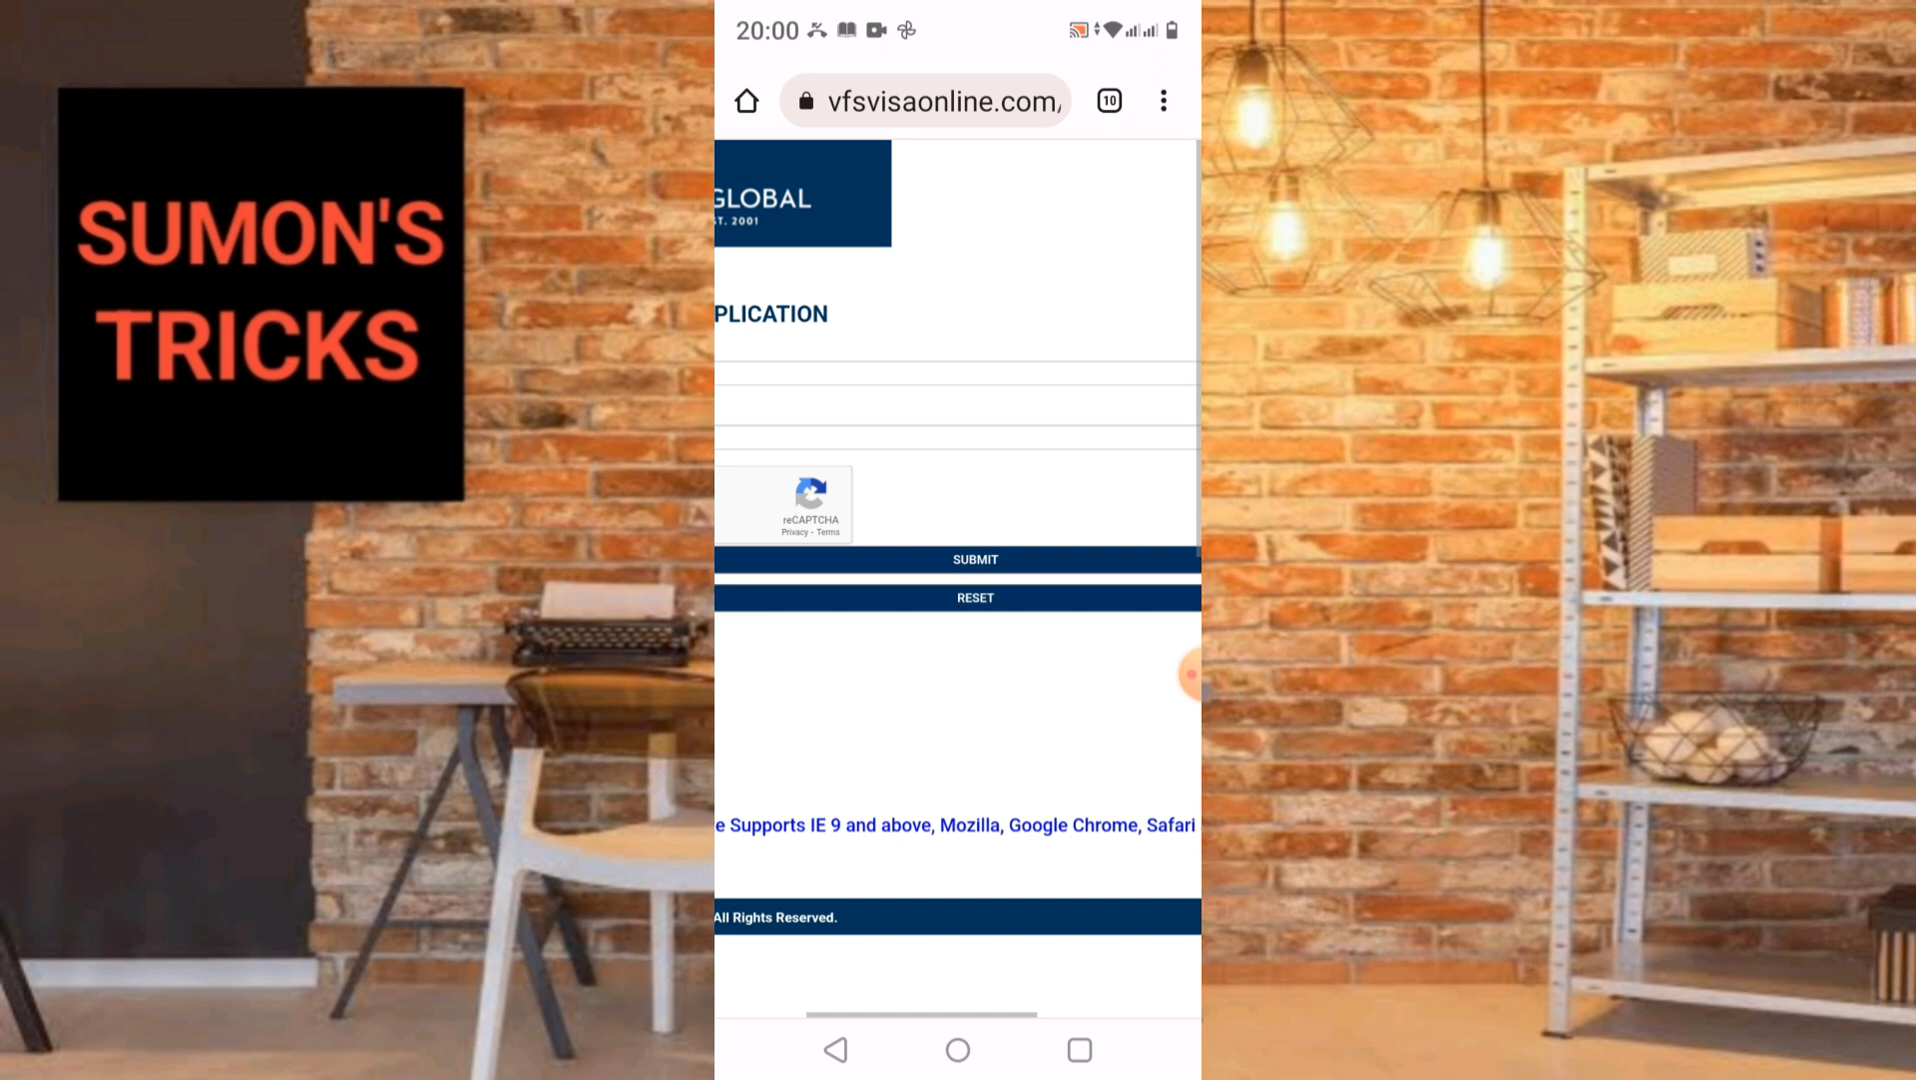 SUMON'S
TRICKS
20:00
vfsvisaonline.com/
10
GLOBAL
ST. 2001
PLICATION
reCAPTCHA
Privacy - Terms
SUBMIT
RESET
e Supports IE 9 and above, Mozilla, Google Chrome, Safari
All Rights Reserved.